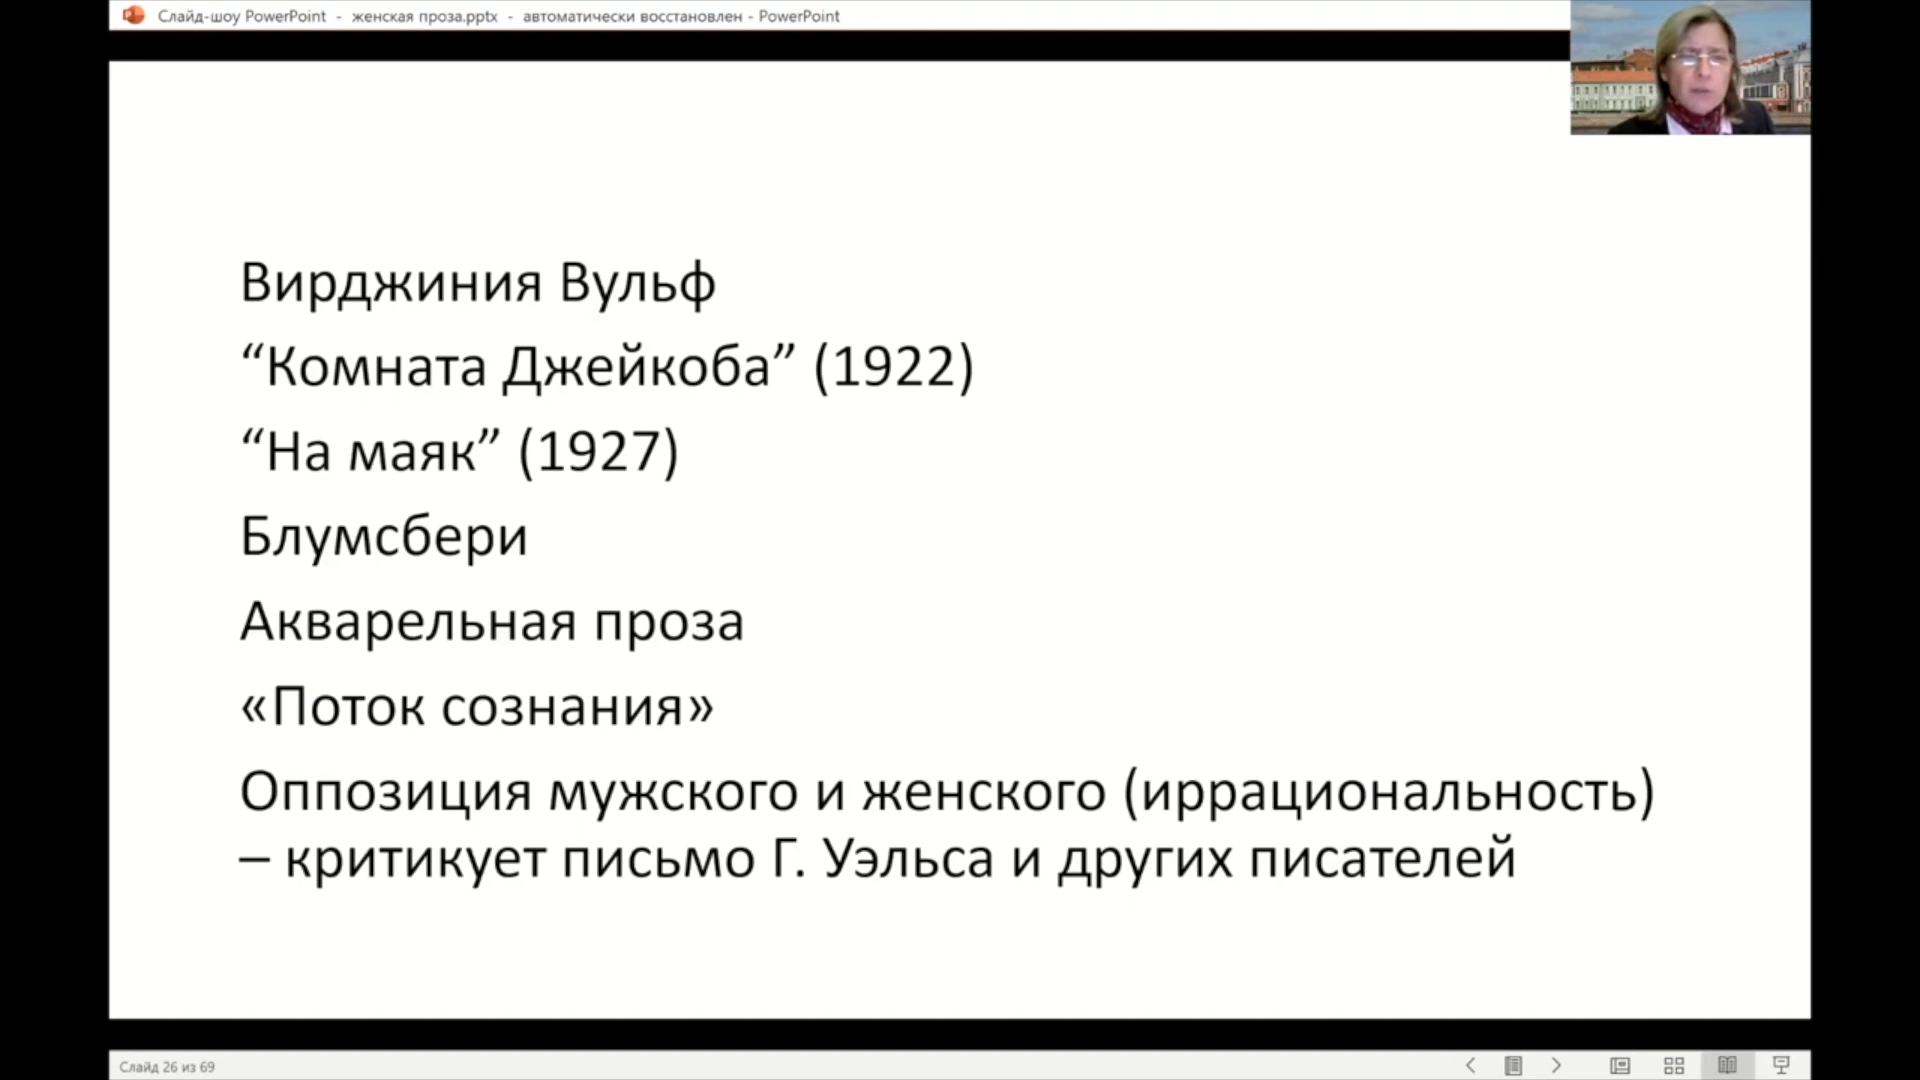 Слайд-шоу PowerPoint - женская проза.pptx - автоматически восстановлен - PowerPoint
Вирджиния Вульф
“Комната Джейкоба” (1922)
“На маяк” (1927)
Блумсбери
Акварельная проза
«Поток сознания»
Оппозиция мужского и женского (иррациональность)
– критикует письмо Г. Уэльса и других писателей
Слайд 26 из 69